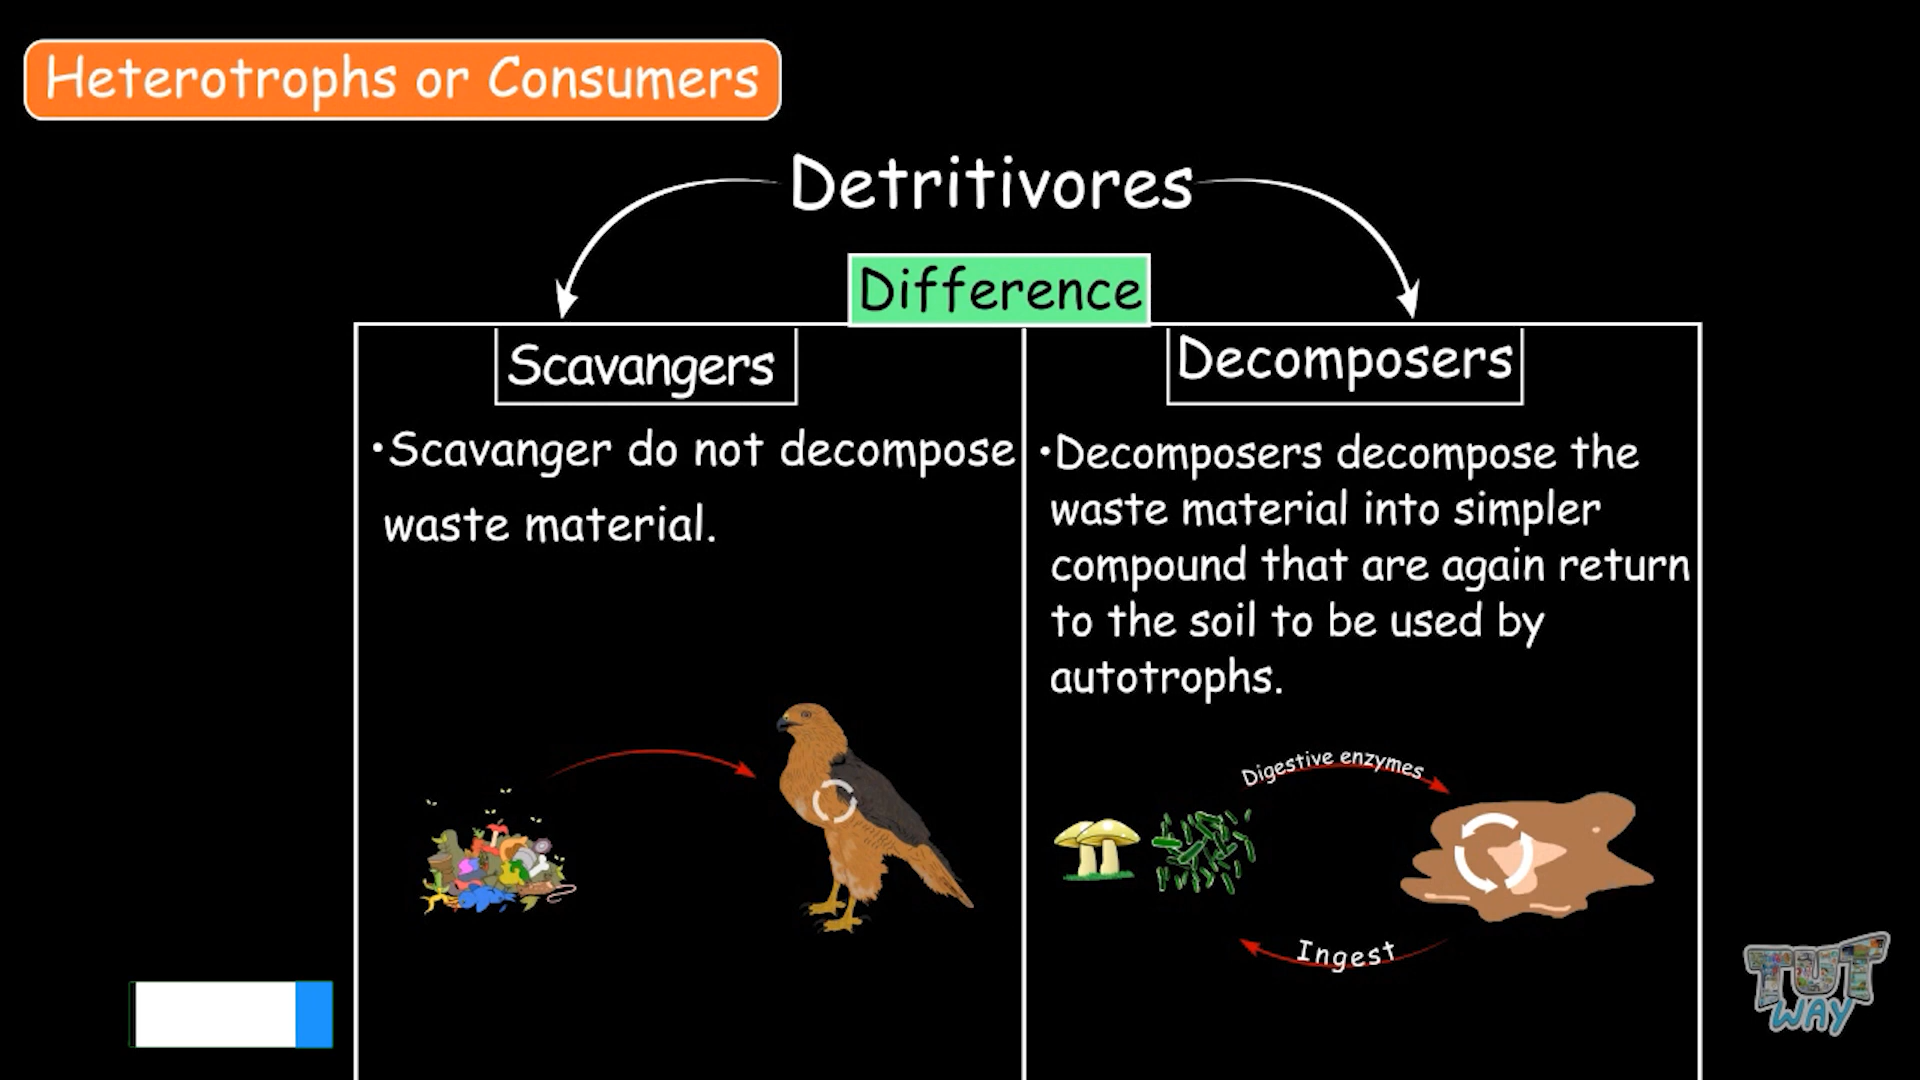 Heterotrophs or Consumers
Detritivores
Difference
Scavangers
•Scavanger do not decompose
waste material.
Decomposers
•Decomposers decompose the
waste material into simpler
compound that are again return
to the soil to be used by
autotrophs.
Digestive enzymes
Ingest
TUT
WAY